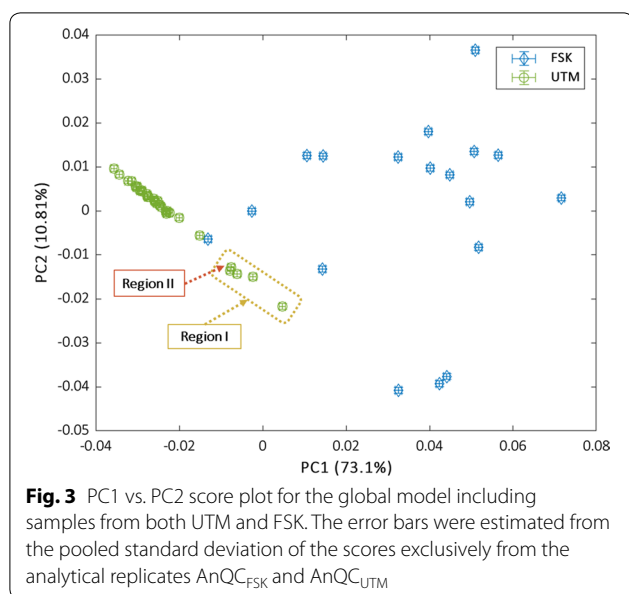 0.04
0.03
0.02
0.01
0
-0.01
-0.02
-0.03
-0.04
-0.05
PC2 (10.81%)
FSK
UTM
Region II
Region I
-0.04 -0.02 0 0.02 0.04 0.06 0.08
PC1 (73.1%)
Fig. 3 PC1 vs. PC2 score plot for the global model including
samples from both UTM and FSK. The error bars were estimated from
the pooled standard deviation of the scores exclusively from the
analytical replicates AnQCFSK and AnQCUTM